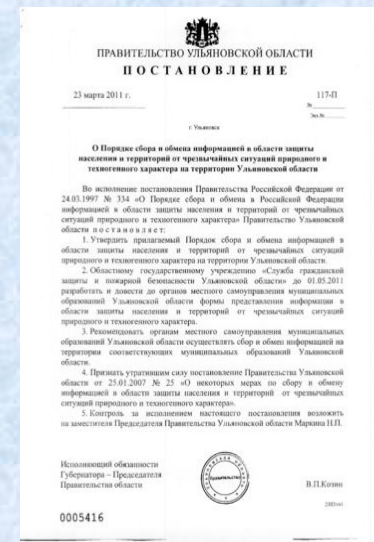 ПРАВИТЕЛЬСТВО УЛЬЯНОВСКОЙ ОБЛАСТИ
ПОСТАНОВЛЕНИЕ
23 марта 2011 г.
117-П
№
Экз.№
г. Ульяновск
О Порядке сбора и обмена информацией в области защиты
населения и территорий от чрезвычайных ситуаций природного и
техногенного характера на территории Ульяновской области
Во исполнение постановления Правительства Российской Федерации от
24.03.1997 № 334 «О Порядке сбора и обмена в Российской Федерации
информацией в области защиты населения и территорий от чрезвычайных
ситуаций природного и техногенного характера» Правительство Ульяновской
области п о с т а н о в л я е т:
1. Утвердить прилагаемый Порядок сбора и обмена информацией в
области защиты населения и территорий от чрезвычайных ситуаций
природного и техногенного характера на территории Ульяновской области.
2. Областному государственному учреждению «Служба гражданской
защиты и пожарной безопасности Ульяновской области» до 01.05.2011
разработать и довести до органов местного самоуправления муниципальных
образований Ульяновской области формы представления информации в
области защиты населения и территорий от чрезвычайных ситуаций
природного и техногенного характера.
3. Рекомендовать органам местного самоуправления муниципальных
образований Ульяновской области осуществлять сбор и обмен информацией на
территории соответствующих муниципальных образований Ульяновской
области.
4. Признать утратившим силу постановление Правительства Ульяновской
области от 25.01.2007 № 25 «О некоторых мерах по сбору и обмену
информацией в области защиты населения и территорий от чрезвычайных
ситуаций природного и техногенного характера».
5. Контроль за исполнением настоящего постановления возложить
на заместителя Председателя Правительства Ульяновской области Маркина Н.П.
Исполняющий обязанности
Губернатора – Председателя
Правительства области
В.П.Козин
0005416